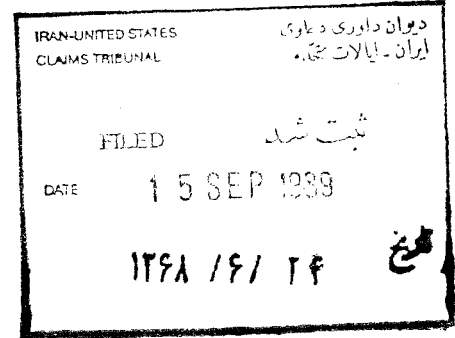 IRAN-UNITED STATES دیوان داوری دعاوی
CLAIMS TRIBUNAL ایران - ایالات متحده
FILED ثبت شد
DATE 15 SEP 1989
۱۳۶۸ /۶/ ۲۴ تاریخ